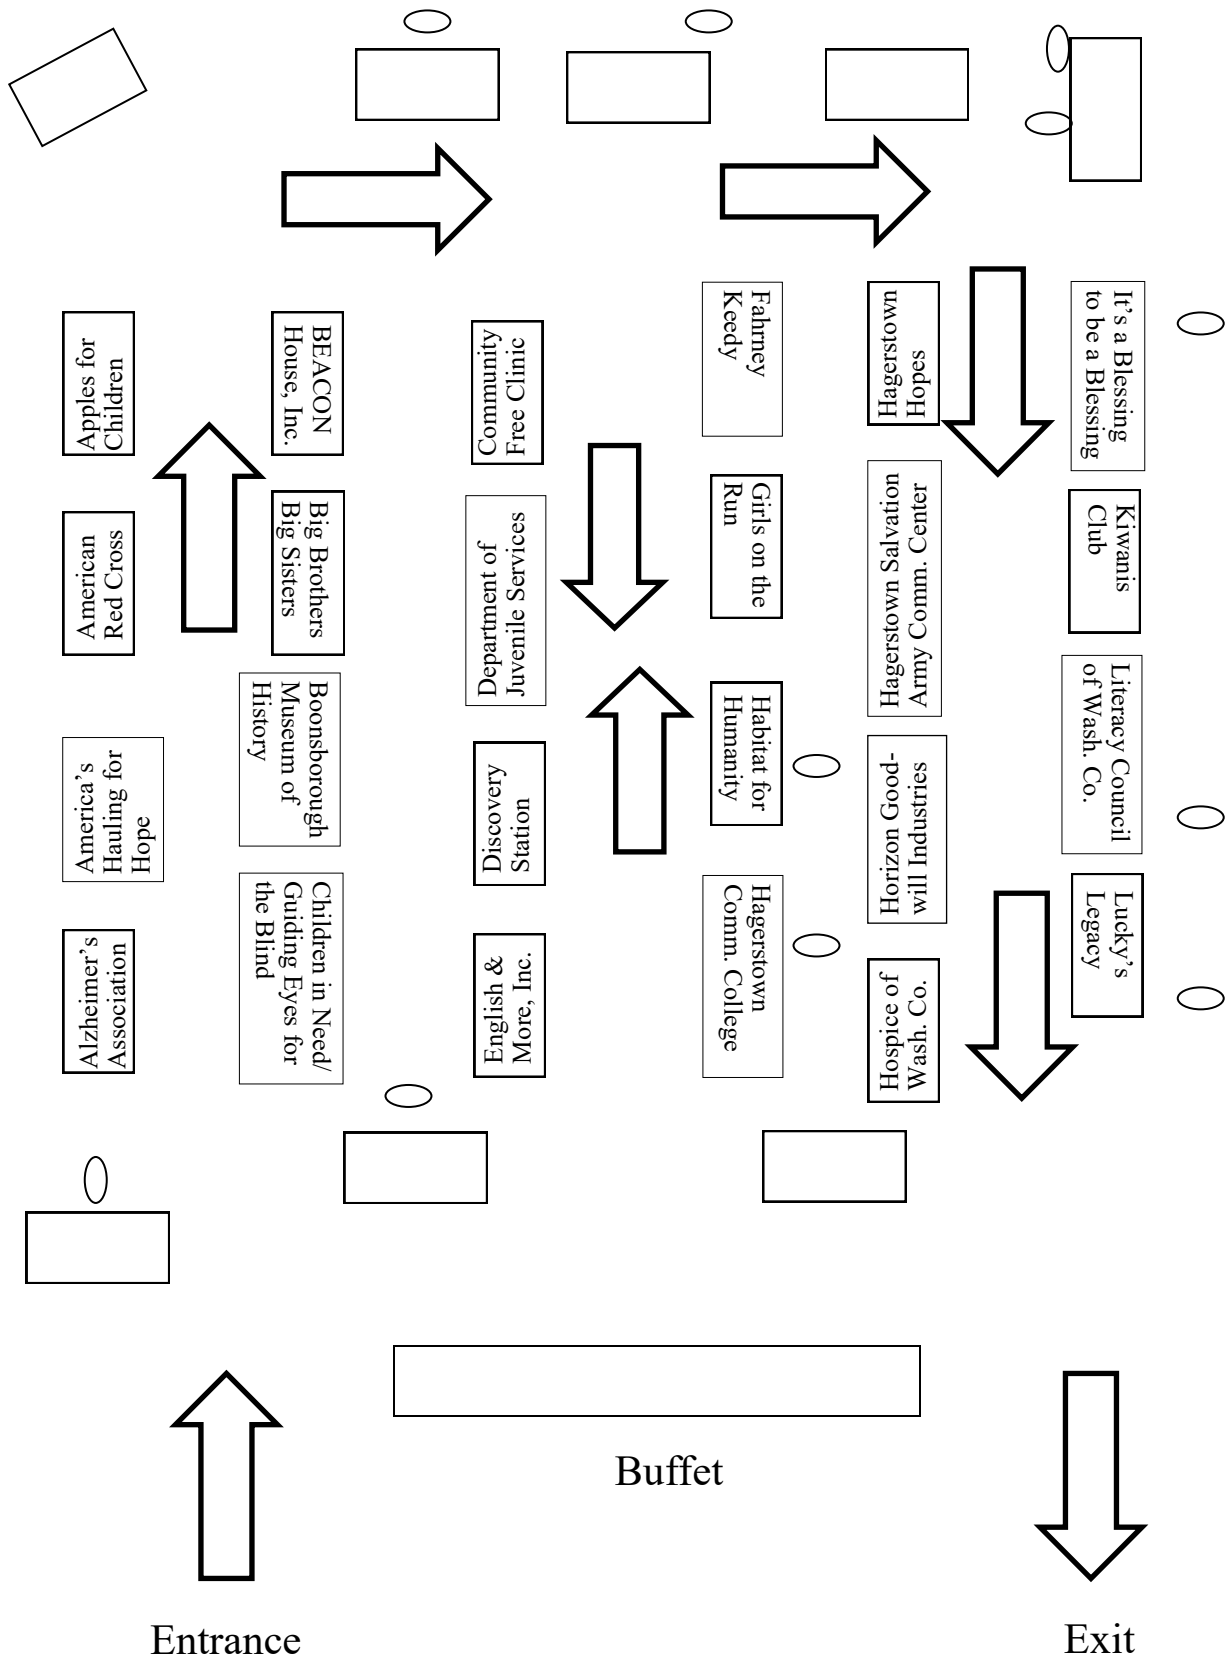 Apples for
Children
American
Red Cross
America's
Hauling for
Hope
Alzheimer's
Association
BEACON
House, Inc.
Big Brothers
Big Sisters
Boonsborough
Museum of
History
Children in Need/
Guiding Eyes for
the Blind
Community
Free Clinic
Department of
Juvenile Services
Discovery
Station
English &
More, Inc.
Fahrney
Keedy
Girls on the
Run
Habitat for
Humanity
Hagerstown
Comm. College
Hagerstown
Hopes
Hagerstown Salvation
Army Comm. Center
Horizon Good-
will Industries
Hospice of
Wash. Co.
It's a Blessing
to be a Blessing
Kiwanis
Club
Literacy Council
of Wash. Co.
Lucky's
Legacy
Buffet
Entrance
Exit